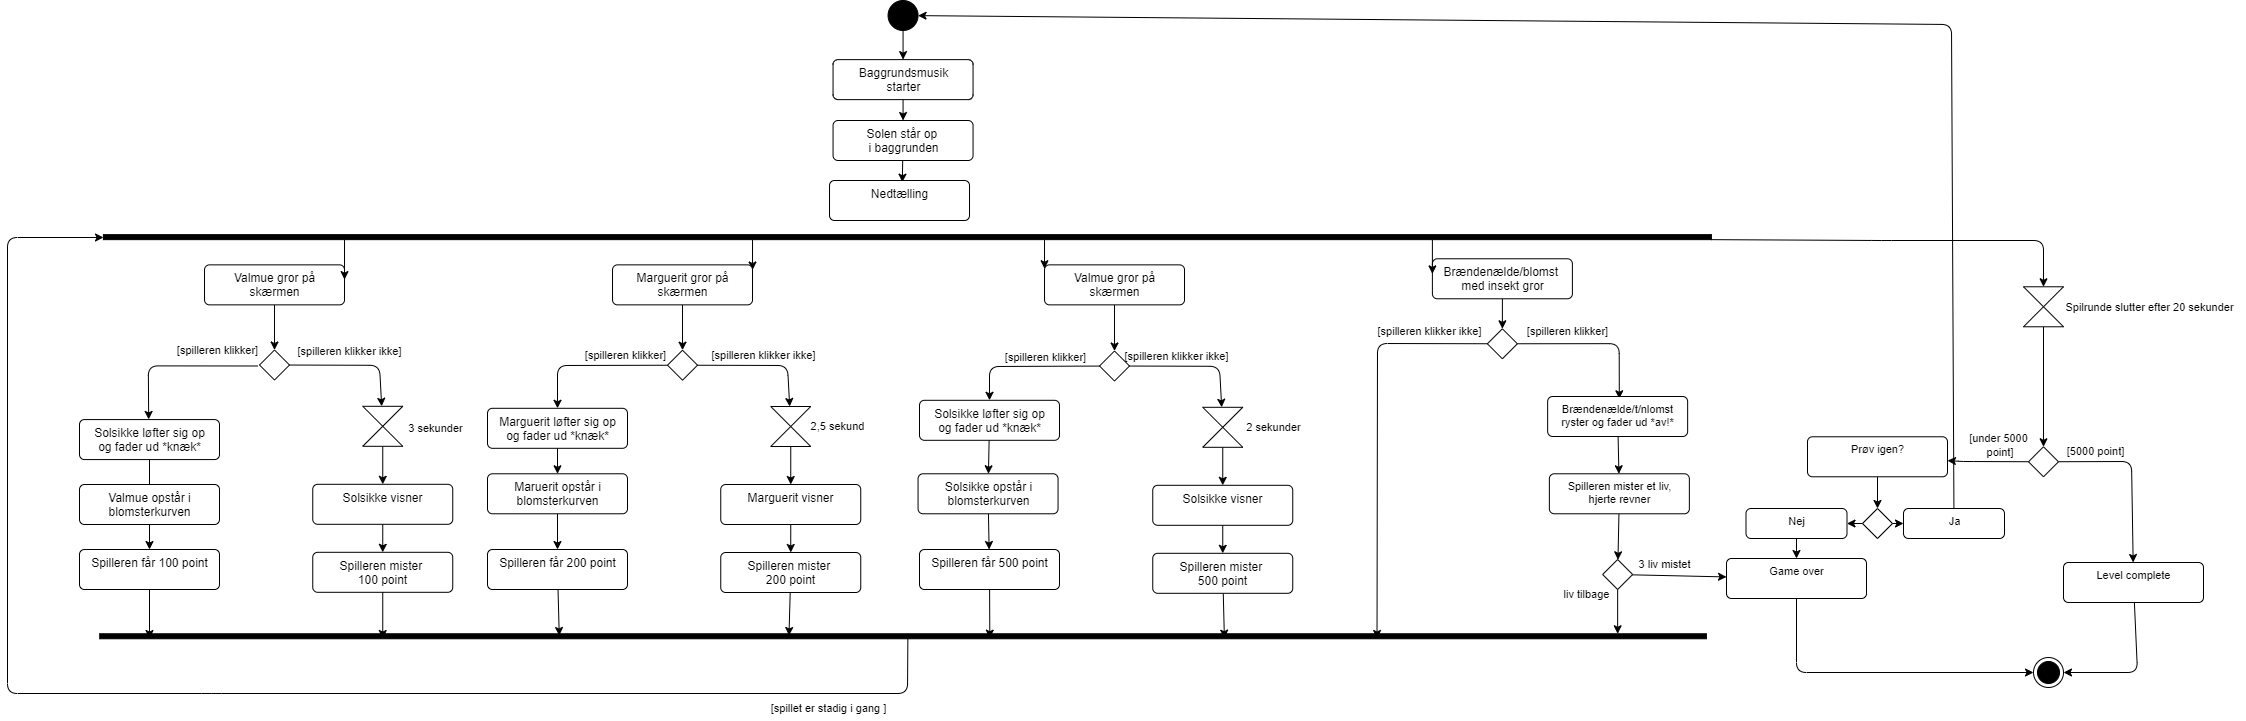 Baggrundsmusik
starter
Solen står op
i baggrunden
Nedtælling
Valmue gror på
skærmen
[spilleren klikker]
[spilleren klikker ikke]
Solsikke løfter sig op
og fader ud *knæk*
3 sekunder
Valmue opstår i
blomsterkurven
Solsikke visner
Spilleren får 100 point
Spilleren mister
100 point
Marguerit gror på
skærmen
[spilleren klikker]
[spilleren klikker ikke]
Marguerit løfter sig op
og fader ud *knæk*
2,5 sekund
Maruerit opstår i
blomsterkurven
Marguerit visner
Spilleren får 200 point
Spilleren mister
200 point
Valmue gror på
skærmen
[spilleren klikker]
[spilleren klikker ikke]
Solsikke løfter sig op
og fader ud *knæk*
2 sekunder
Solsikke opstår i
blomsterkurven
Solsikke visner
Spilleren får 500 point
Spilleren mister
500 point
Brændenælde/blomst
med insekt gror
[spilleren klikker ikke]
[spilleren klikker]
Brændenælde/t/nlomst
ryster og fader ud *av!*
Spilleren mister et liv,
hjerte revner
3 liv mistet
liv tilbage
Spilrunde slutter efter 20 sekunder
[under 5000
point]
[5000 point]
Prøv igen?
Nej
Ja
Game over
Level complete
[spillet er stadig i gang ]